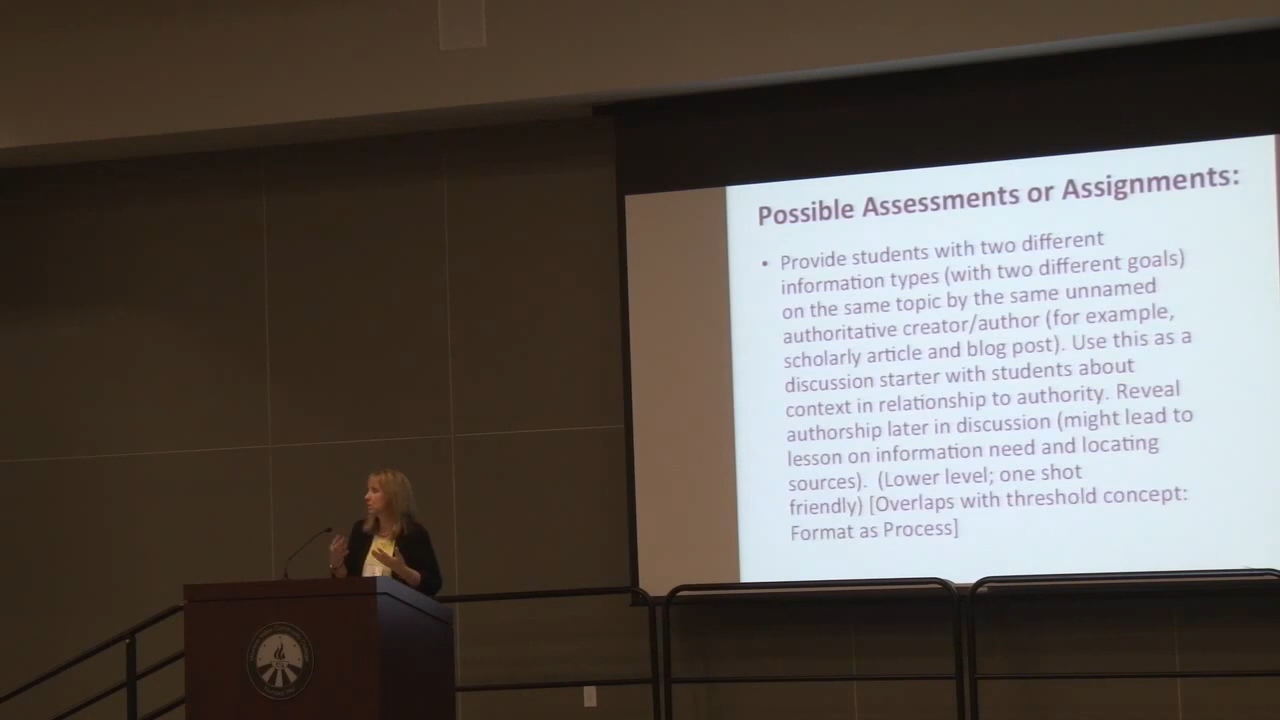 Possible Assessments or Assignments:
• Provide students with two different
information types (with two different goals)
on the same topic by the same unnamed
authoritative creator/author (for example,
scholarly article and blog post). Use this as a
discussion starter with students about
context in relationship to authority. Reveal
authorship later in discussion (might lead to
lesson on information need and locating
sources).  (Lower level; one shot
friendly) [Overlaps with threshold concept:
Format as Process]